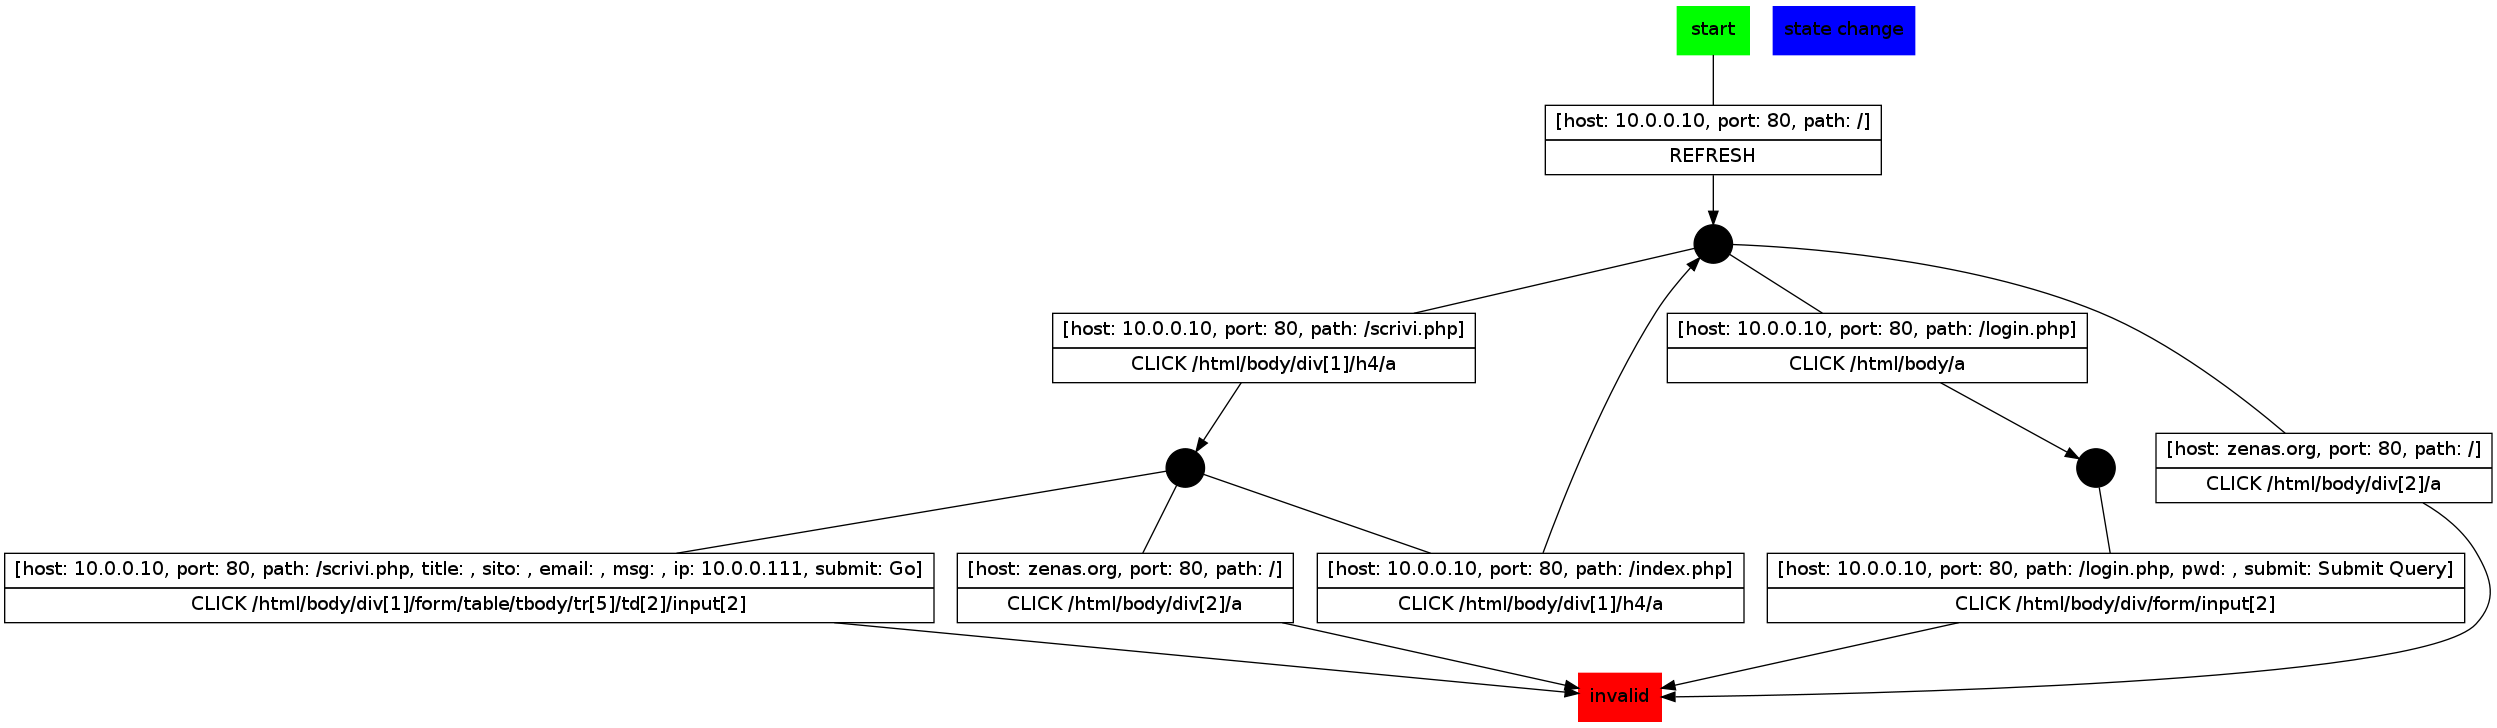 start
state change
[host: 10.0.0.10, port: 80, path: /]
REFRESH
[host: 10.0.0.10, port: 80, path: /scrivi.php]
CLICK /html/body/div[1]/h4/a
[host: 10.0.0.10, port: 80, path: /login.php]
CLICK /html/body/a
[host: zenas.org, port: 80, path: /]
CLICK /html/body/div[2]/a
[host: 10.0.0.10, port: 80, path: /scrivi.php, title: , sito: , email: , msg: , ip: 10.0.0.111, submit: Go]
CLICK /html/body/div[1]/form/table/tbody/tr[5]/td[2]/input[2]
[host: zenas.org, port: 80, path: /]
CLICK /html/body/div[2]/a
[host: 10.0.0.10, port: 80, path: /index.php]
CLICK /html/body/div[1]/h4/a
[host: 10.0.0.10, port: 80, path: /login.php, pwd: , submit: Submit Query]
CLICK /html/body/div/form/input[2]
invalid